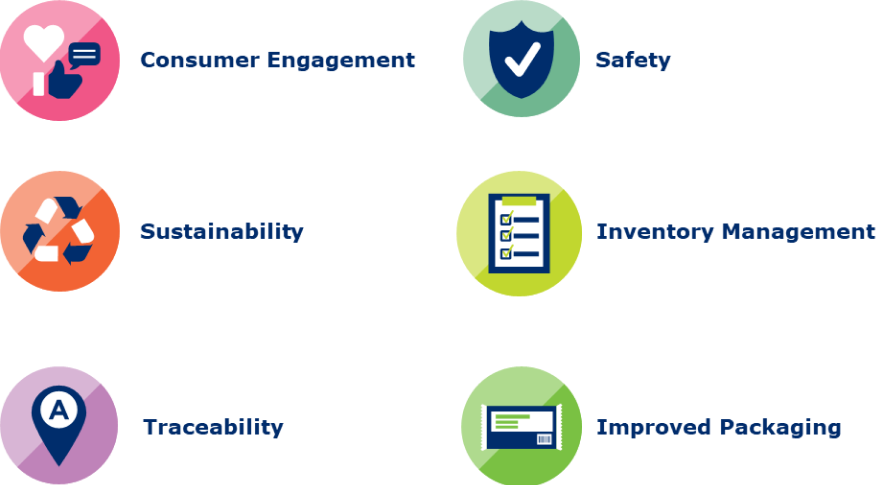 Consumer Engagement
Safety
Sustainability
Inventory Management
A
Traceability
Improved Packaging